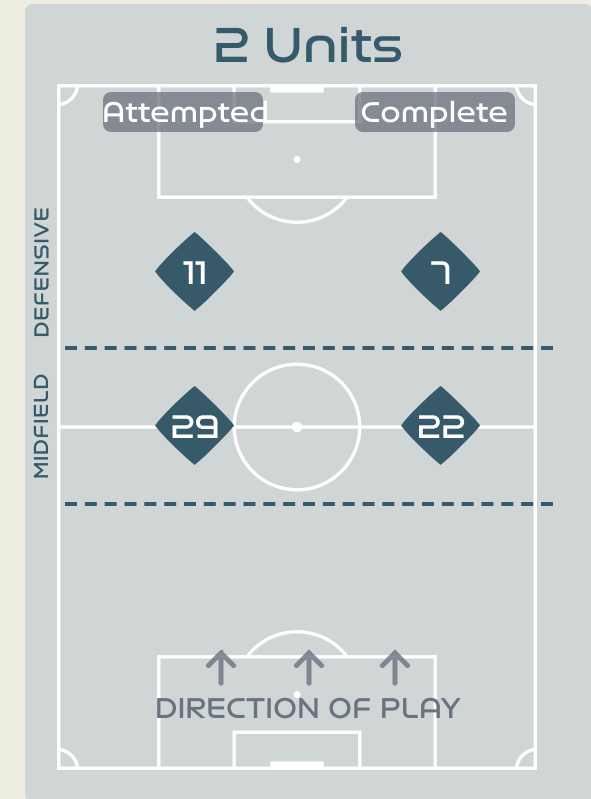 2 Units
Attempted Complete
DEFENSIVE
11 7
MIDFIELD
29 22
DIRECTION OF PLAY